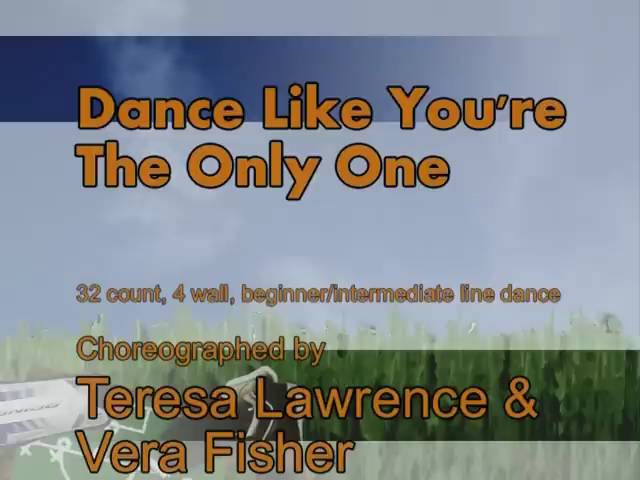 Dance Like You're
The Only One
32 count, 4 wall, beginner/intermediate line dance
Choreographed by
Teresa Lawrence &
Vera Fisher